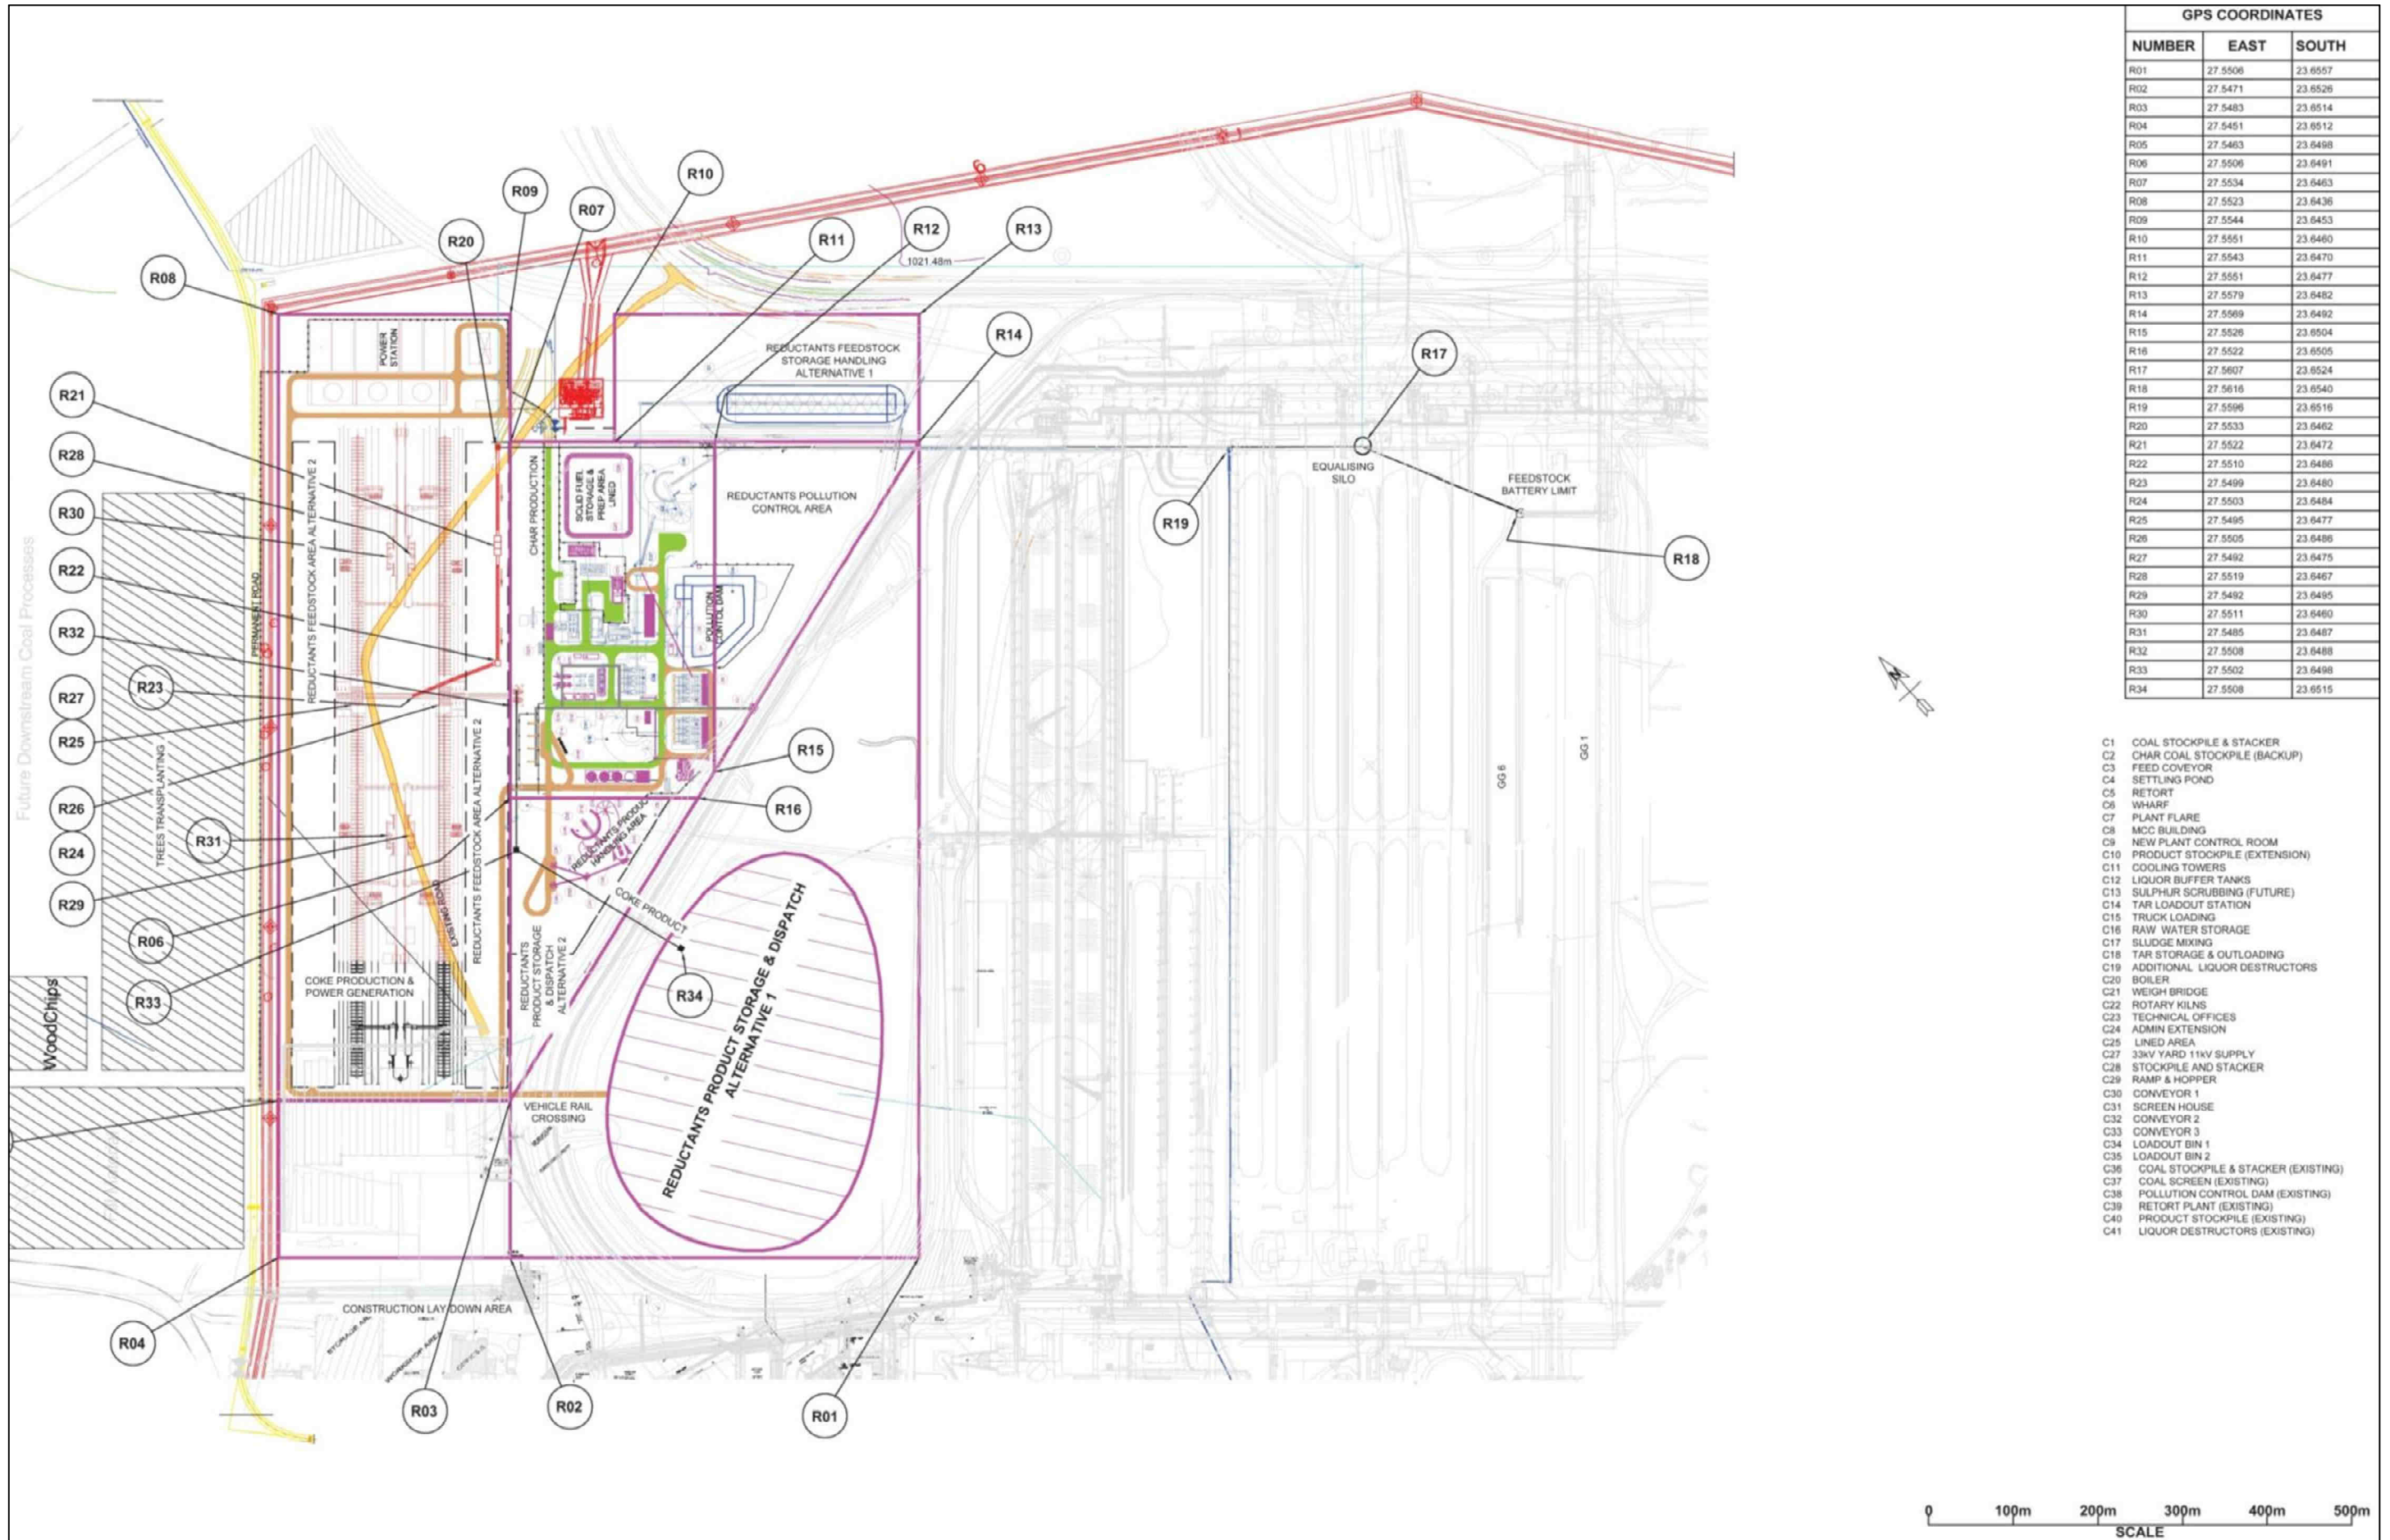 GPS COORDINATES
NUMBER EAST SOUTH
R01 27.5506 23.6557
R02 27.5471 23.6526
R03 27.5483 23.6514
R04 27.5451 23.6512
R05 27.5463 23.6498
R06 27.5506 23.6491
R07 27.5534 23.6463
R08 27.5523 23.6436
R09 27.5544 23.6453
R10 27.5551 23.6460
R11 27.5543 23.6470
R12 27.5551 23.6477
R13 27.5579 23.6482
R14 27.5569 23.6492
R15 27.5526 23.6504
R16 27.5522 23.6505
R17 27.5607 23.6524
R18 27.5616 23.6540
R19 27.5596 23.6516
R20 27.5533 23.6462
R21 27.5522 23.6472
R22 27.5510 23.6486
R23 27.5499 23.6480
R24 27.5503 23.6484
R25 27.5495 23.6477
R26 27.5505 23.6486
R27 27.5492 23.6475
R28 27.5519 23.6467
R29 27.5492 23.6495
R30 27.5511 23.6460
R31 27.5485 23.6487
R32 27.5508 23.6488
R33 27.5502 23.6498
R34 27.5508 23.6515
R10
R09
R07
R20
R11
R12
R13
1021.48m
R08
6
1
POWER
STATION
REDUCTANTS FEEDSTOCK
STORAGE HANDLING
ALTERNATIVE 1
R14
R17
R21
R28
R30
R22
R32
R23
R27
R25
R26
R24
R31
R29
R06
R33
EQUALISING
SILO
FEEDSTOCK
BATTERY LIMIT
R19
R18
CHAR PRODUCTION
SOLID FUEL
STORAGE &
PREP AREA
LINED
REDUCTANTS POLLUTION
CONTROL AREA
POLLUTION
CONTOL DAM
REDUCTANTS FEEDSTOCK AREA ALTERNATIVE 2
REDUCTANTS FEEDSTOCK AREA ALTERNATIVE 2
PERMANENT ROAD
EXISTING ROAD
Future Downstream Coal Processes
TREES TRANSPLANTING
WoodChips
R15
R16
GG 6
GG 1
REDUCTANTS PRODUC
HANDLING AREA
COKE PRODUCT
R34
COKE PRODUCTION &
POWER GENERATION
REDUCTANTS
PRODUCT STORAGE
& DISPATCH
ALTERNATIVE 2
REDUCTANTS PRODUCT STORAGE & DISPATCH
ALTERNATIVE 1
VEHICLE RAIL
CROSSING
CONSTRUCTION LAY DOWN AREA
STORAGE AREA
WORKSHOP AREA
OFFICES
R04
R03
R02
R01
C1 COAL STOCKPILE & STACKER
C2 CHAR COAL STOCKPILE (BACKUP)
C3 FEED COVEYOR
C4 SETTLING POND
C5 RETORT
C6 WHARF
C7 PLANT FLARE
C8 MCC BUILDING
C9 NEW PLANT CONTROL ROOM
C10 PRODUCT STOCKPILE (EXTENSION)
C11 COOLING TOWERS
C12 LIQUOR BUFFER TANKS
C13 SULPHUR SCRUBBING (FUTURE)
C14 TAR LOADOUT STATION
C15 TRUCK LOADING
C16 RAW WATER STORAGE
C17 SLUDGE MIXING
C18 TAR STORAGE & OUTLOADING
C19 ADDITIONAL LIQUOR DESTRUCTORS
C20 BOILER
C21 WEIGH BRIDGE
C22 ROTARY KILNS
C23 TECHNICAL OFFICES
C24 ADMIN EXTENSION
C25 LINED AREA
C27 33kV YARD 11kV SUPPLY
C28 STOCKPILE AND STACKER
C29 RAMP & HOPPER
C30 CONVEYOR 1
C31 SCREEN HOUSE
C32 CONVEYOR 2
C33 CONVEYOR 3
C34 LOADOUT BIN 1
C35 LOADOUT BIN 2
C36 COAL STOCKPILE & STACKER (EXISTING)
C37 COAL SCREEN (EXISTING)
C38 POLLUTION CONTROL DAM (EXISTING)
C39 RETORT PLANT (EXISTING)
C40 PRODUCT STOCKPILE (EXISTING)
C41 LIQUOR DESTRUCTORS (EXISTING)
0 100m 200m 300m 400m 500m
SCALE